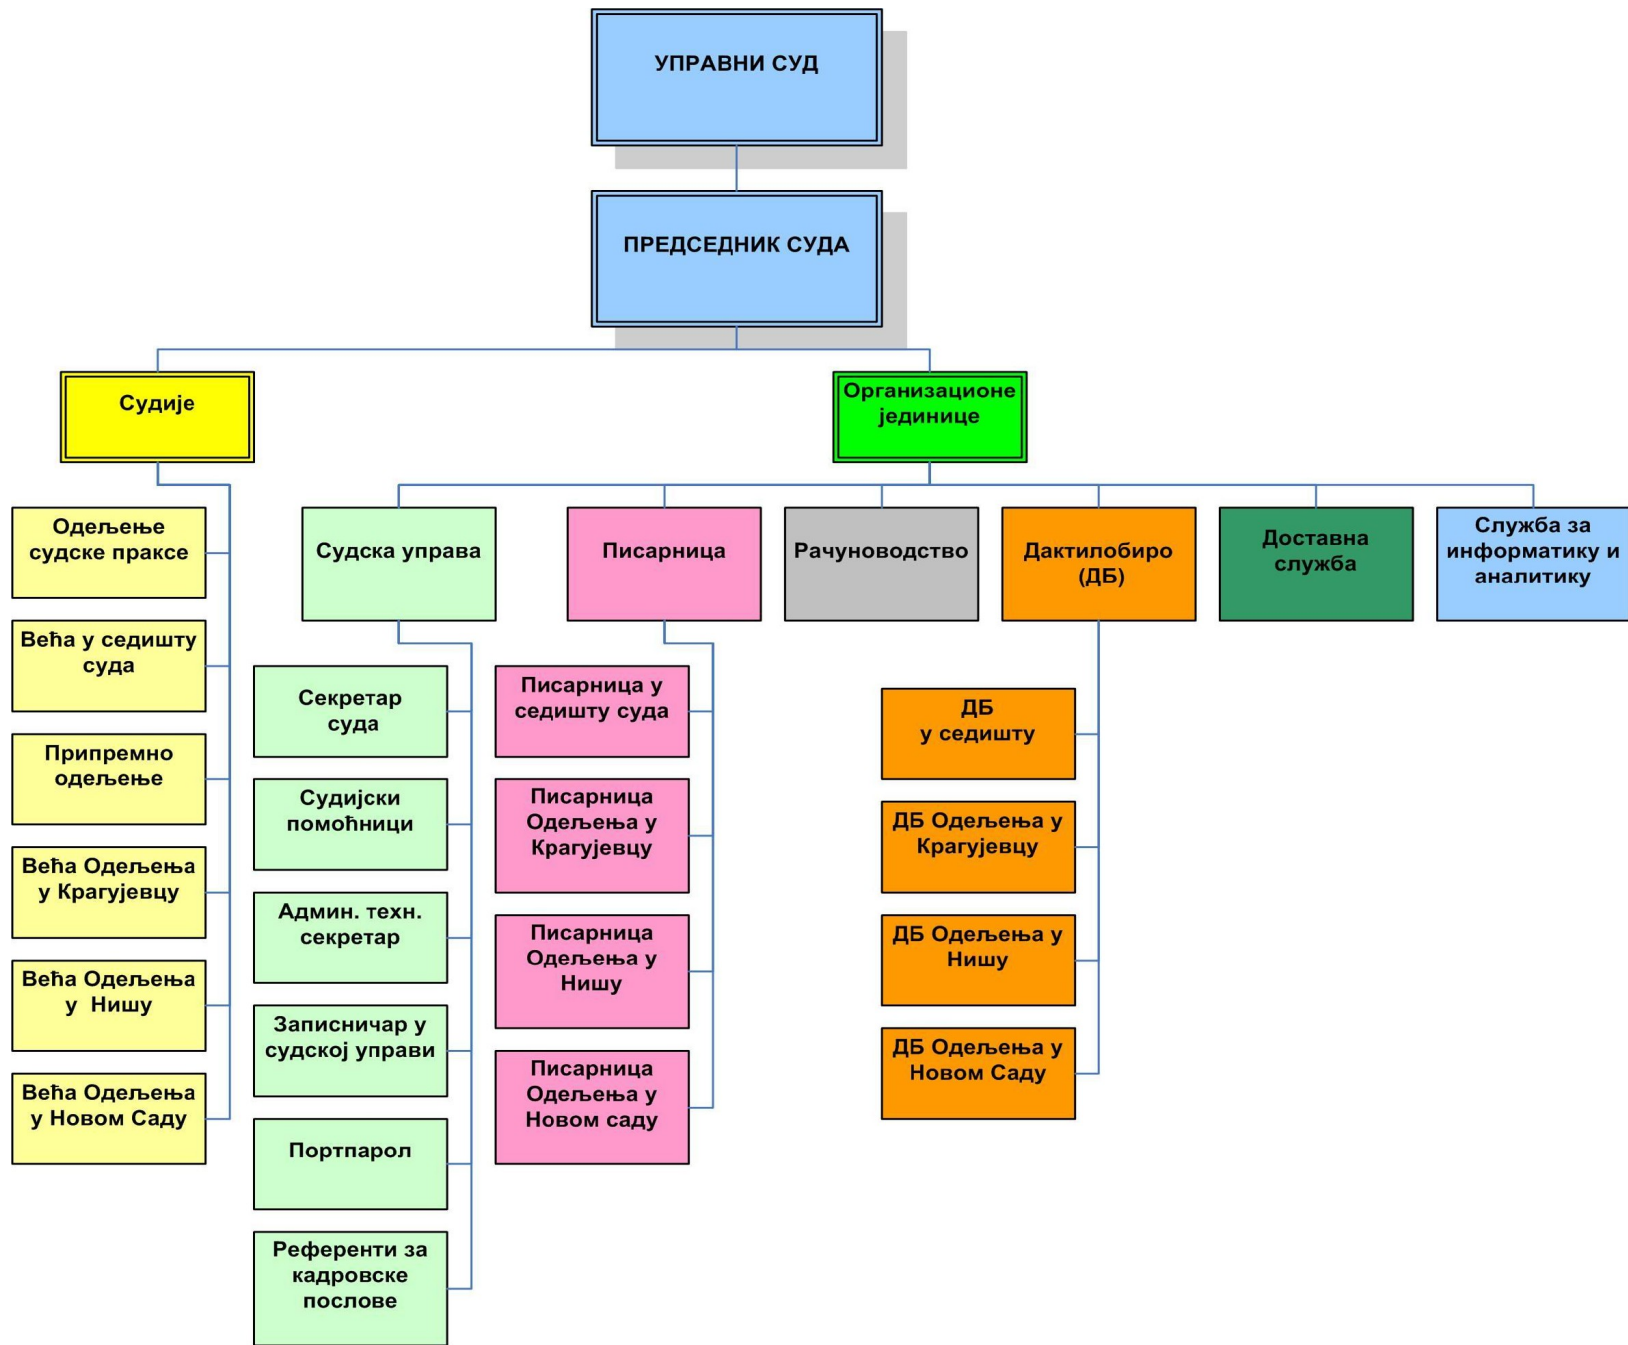 УПРАВНИ СУД
ПРЕДСЕДНИК СУДА
Судије
Организационе
јединице
Одељење
судске праксе
Већа у седишту
суда
Припремно
одељење
Већа Одељења
у Крагујевцу
Већа Одељења
у Нишу
Већа Одељења
у Новом Саду
Судска управа
Секретар
суда
Судијски
помоћници
Админ. техн.
секретар
Записничар у
судској управи
Портпарол
Референти за
кадровске
послове
Писарница
Писарница у
седишту суда
Писарница
Одељења у
Крагујевцу
Писарница
Одељења у
Нишу
Писарница
Одељења у
Новом саду
Рачуноводство
Дактилобиро
(ДБ)
ДБ
у седишту
ДБ Одељења у
Крагујевцу
ДБ Одељења у
Нишу
ДБ Одељења у
Новом Саду
Доставна
служба
Служба за
информатику и
аналитику